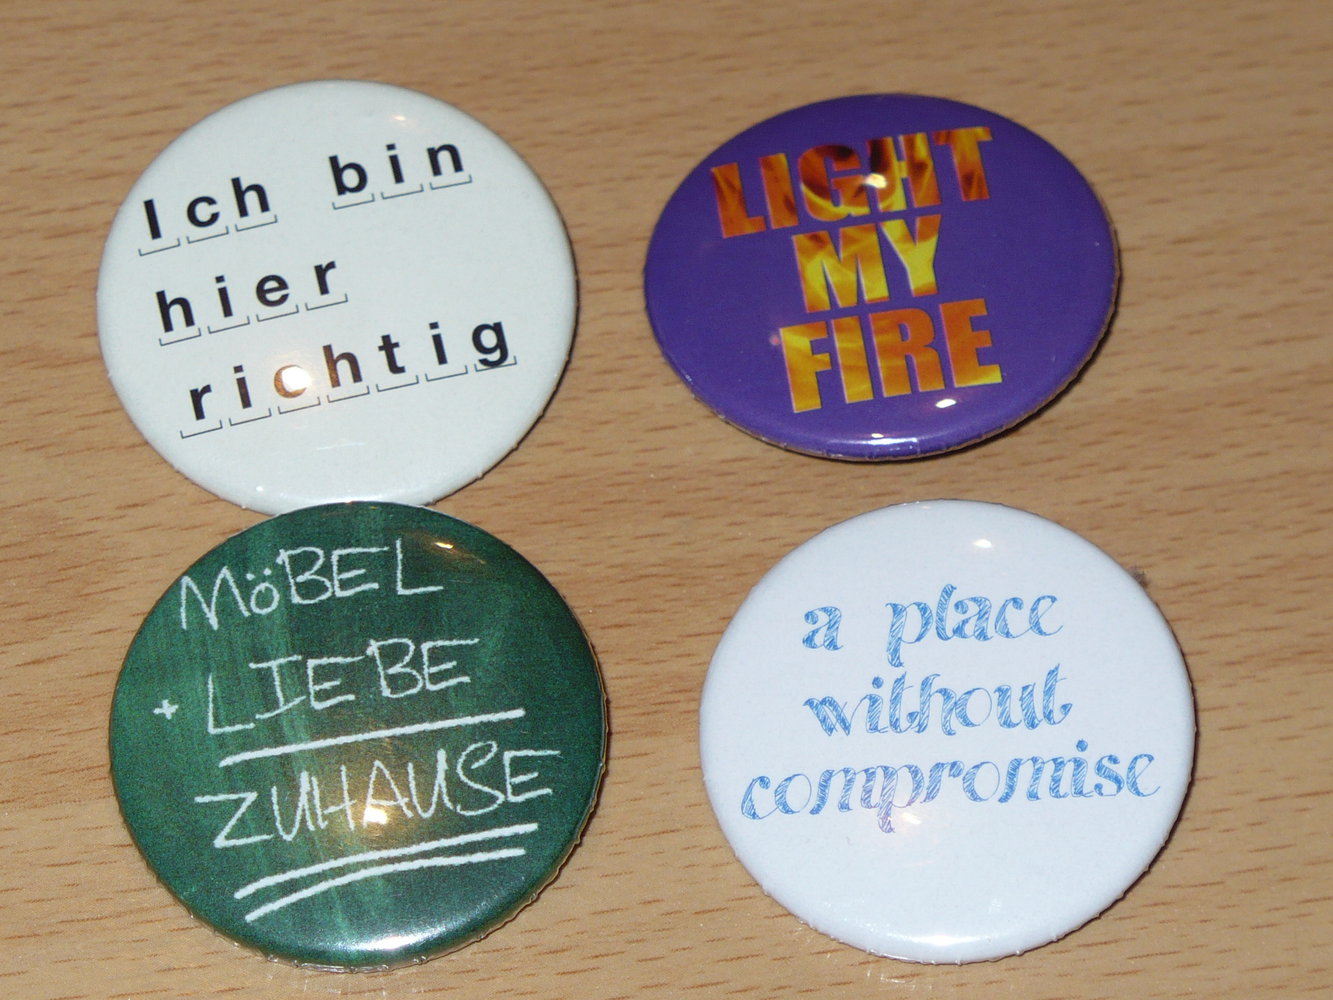 Ich bin
hier
richtig
LIGHT
MY
FIRE
MöBEL
+ LIEBE
ZUHAUSE
a place
without
compromise